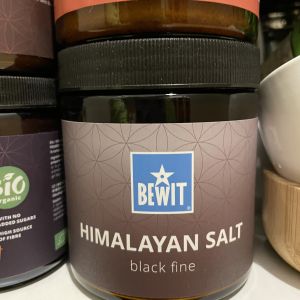 BEWIT
HIMALAYAN SALT
black fine
BiO
organic
WITH NO
ADDED SUGARS
HIGH SOURCE
OF FIBRE